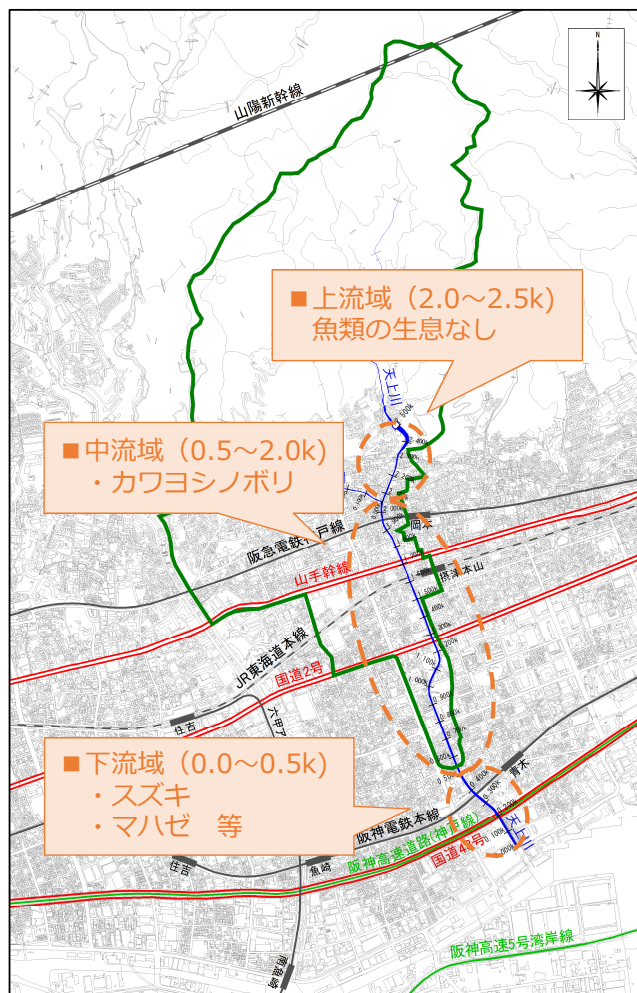 N
山陽新幹線
■上流域（2.0～2.5k）
魚類の生息なし
天上川
■中流域（0.5～2.0k）
・カワヨシノボリ
岡本
阪急電鉄神戸線
山手幹線
摂津本山
JR東海道本線
国道2号
住吉
六甲ア
■下流域（0.0～0.5k）
・スズキ
・マハゼ　等
青木
阪神電鉄本線
阪神高速道路(神戸線)
国道43号
天上川
住吉
魚崎
阪神高速5号湾岸線
南魚崎